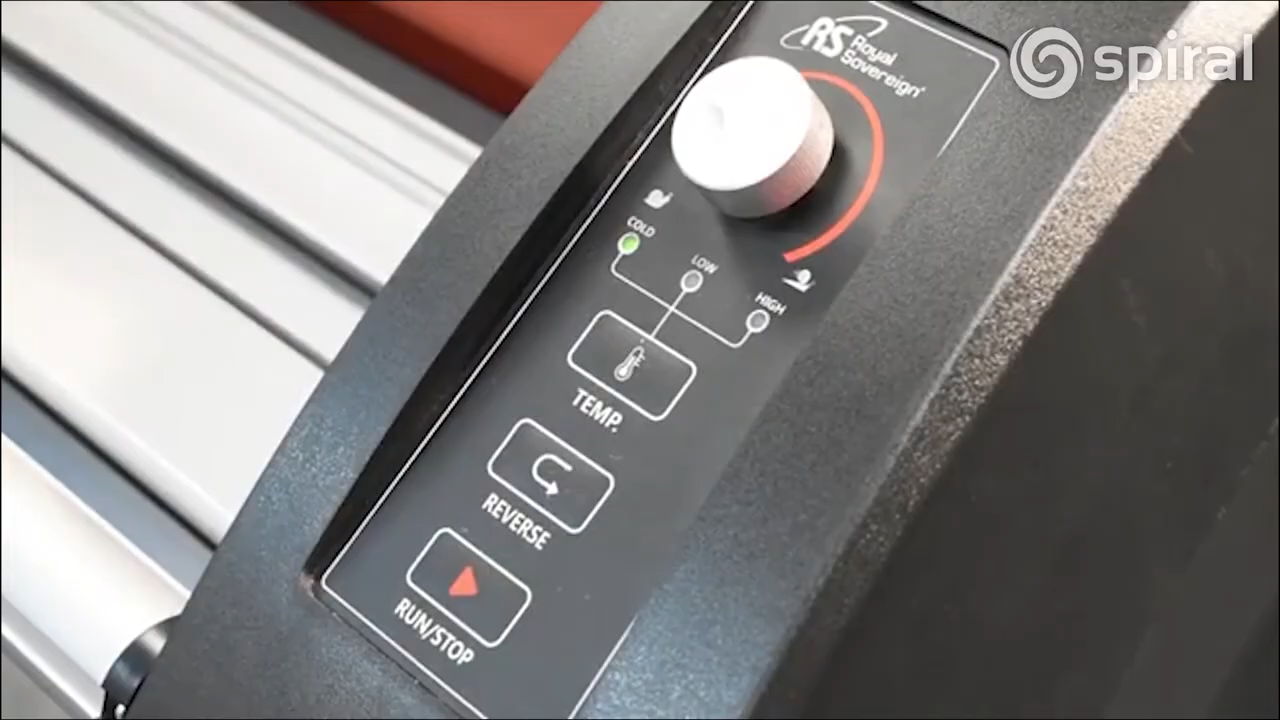 RS Royal
Sovereign
spiral
COLD
LOW
HIGH
TEMP.
REVERSE
RUN/STOP